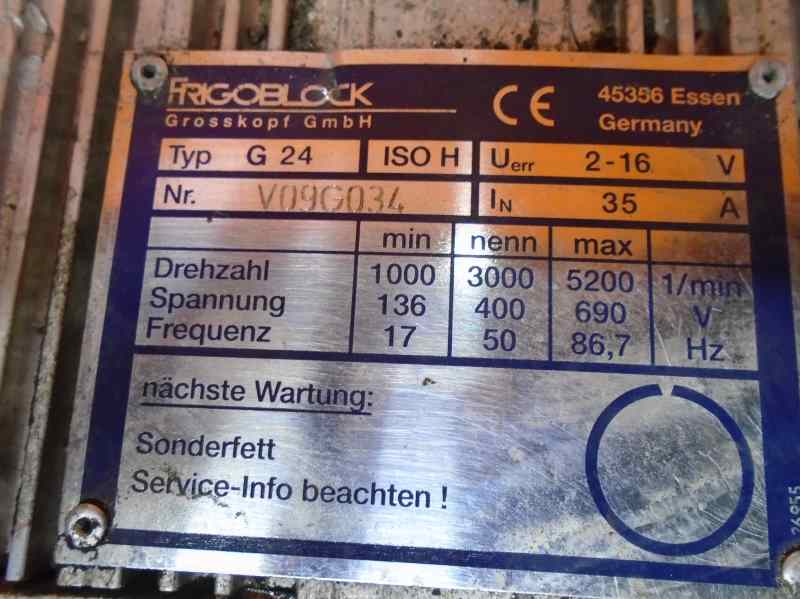 FRIGOBLOCK
Grosskopf GmbH
CE
45356 Essen
Germany
Typ G 24 ISO H Uerr 2-16 V
Nr. V09G034 IN 35 A
min nenn max
Drehzahl 1000 3000 5200 1/min
Spannung 136 400 690 V
Frequenz 17 50 86,7 Hz
nächste Wartung:
Sonderfett
Service-Info beachten !
26955